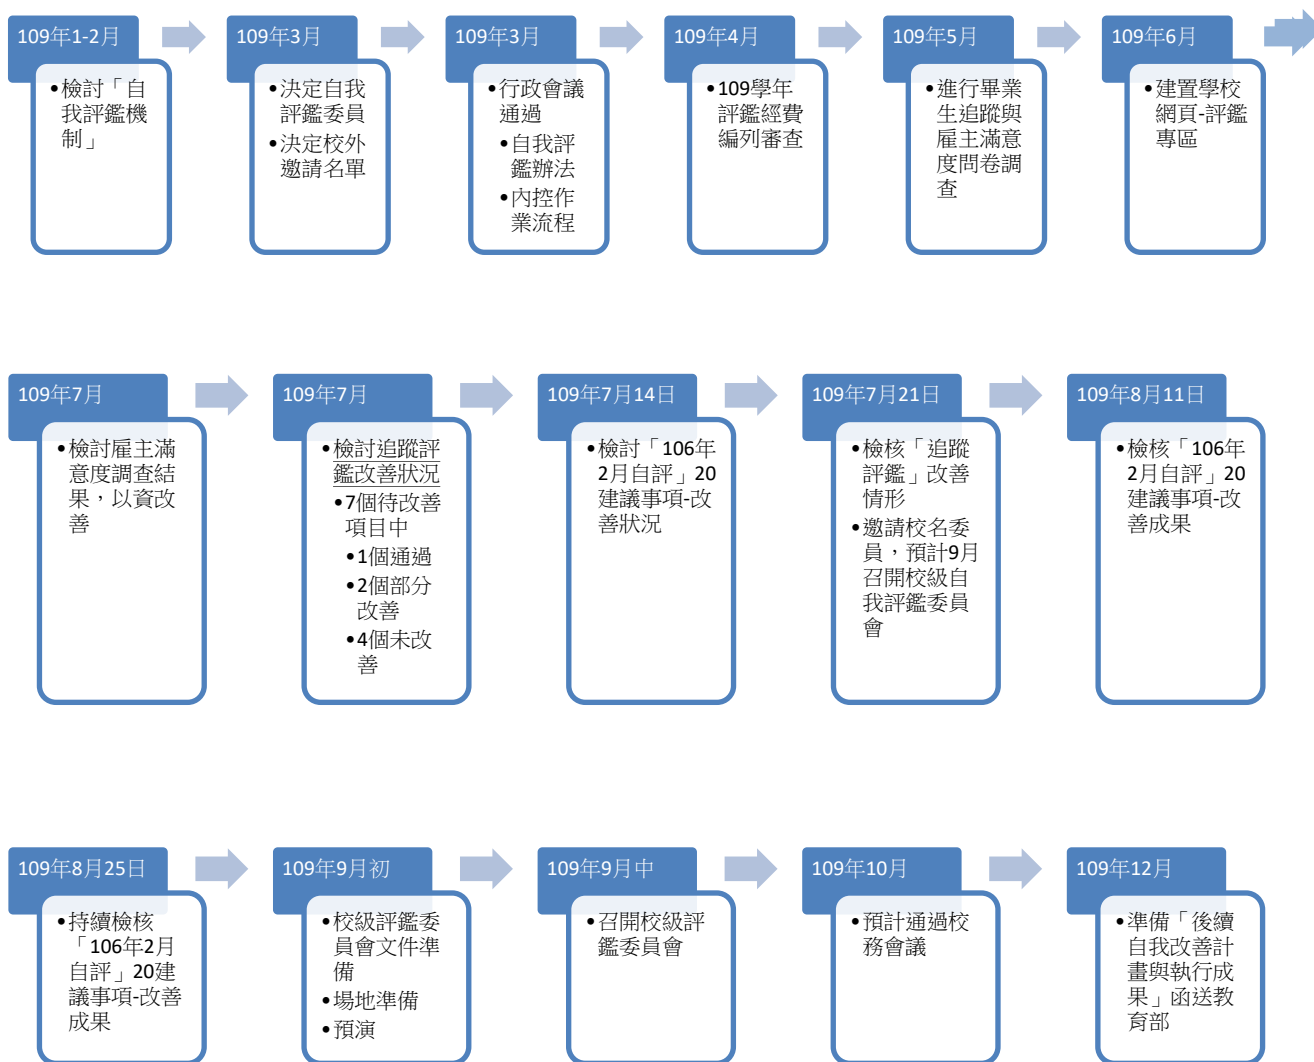 109年1-2月
•檢討「自
我評鑑機
制」
109年3月
•決定自我
評鑑委員
•決定校外
邀請名單
109年3月
•行政會議
通過
•自我評
鑑辦法
•內控作
業流程
109年4月
•109學年
評鑑經費
編列審查
109年5月
•進行畢業
生追蹤與
雇主滿意
度問卷調
查
109年6月
•建置學校
網頁-評鑑
專區
109年7月
•檢討雇主滿
意度調查結
果，以資改
善
109年7月
•檢討追蹤評
鑑改善狀況
•7個待改善
項目中
•1個通過
•2個部分
改善
•4個未改
善
109年7月14日
•檢討「106年
2月自評」20
建議事項-改
善狀況
109年7月21日
•檢核「追蹤
評鑑」改善
情形
•邀請校名委
員，預計9月
召開校級自
我評鑑委員
會
109年8月11日
•檢核「106年
2月自評」20
建議事項-改
善成果
109年8月25日
•持續檢核
「106年2月
自評」20建
議事項-改善
成果
109年9月初
•校級評鑑委
員會文件準
備
•場地準備
•預演
109年9月中
•召開校級評
鑑委員會
109年10月
•預計通過校
務會議
109年12月
•準備「後續
自我改善計
畫與執行成
果」函送教
育部